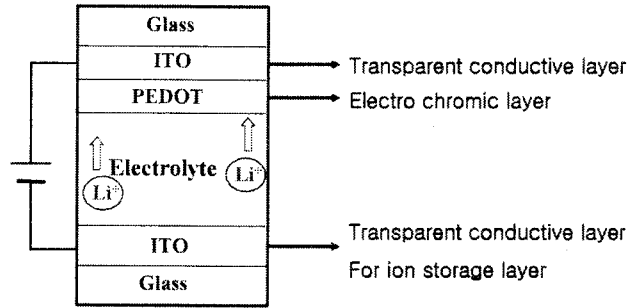 Glass
ITO
Transparent conductive layer
PEDOT
Electro chromic layer
Electrolyte
Li+
Li+
ITO
Transparent conductive layer
For ion storage layer
Glass